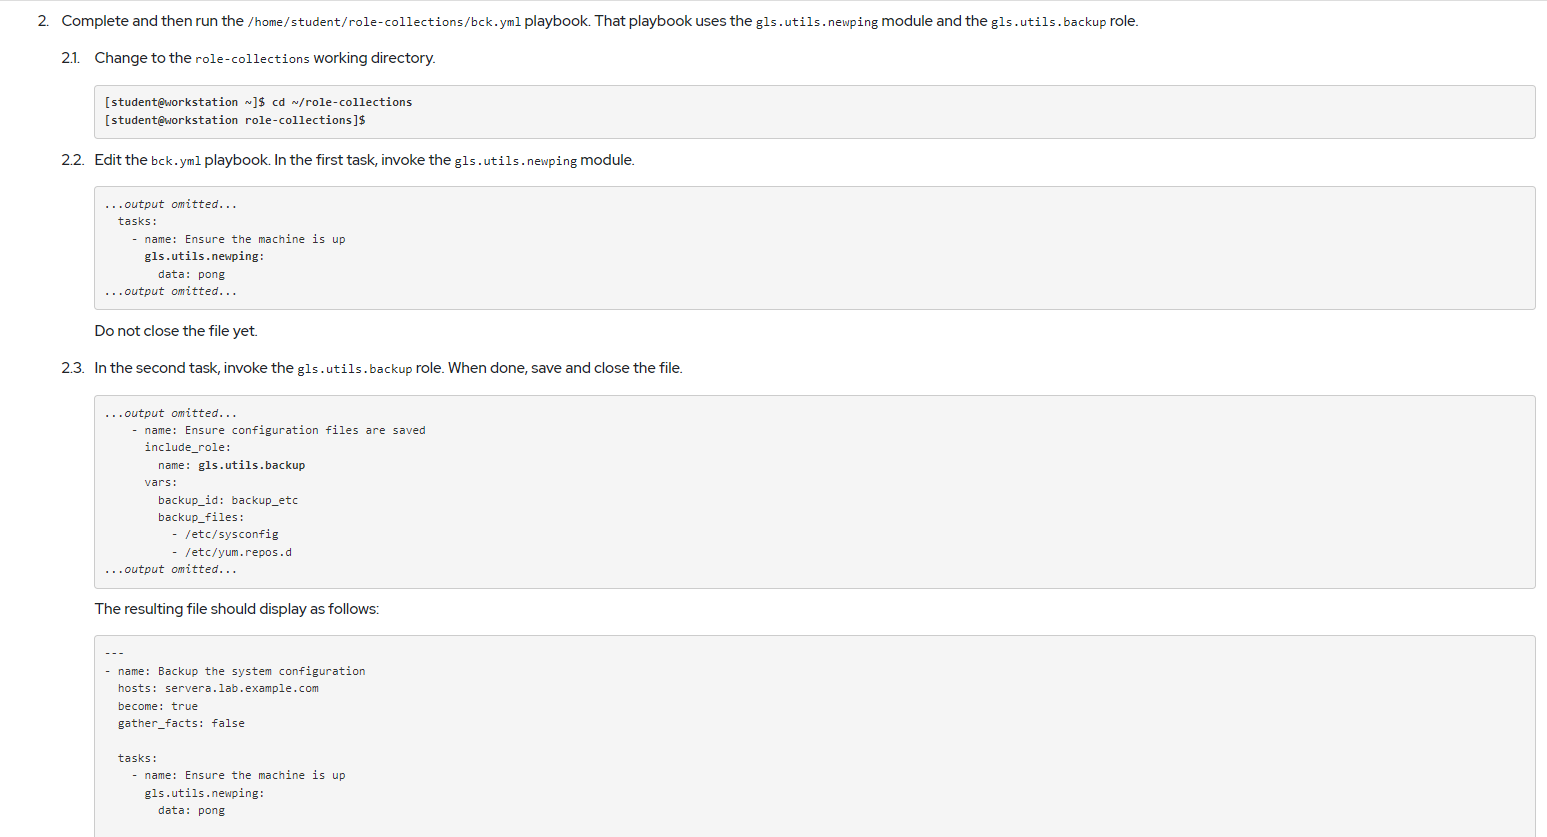 2. Complete and then run the /home/student/role-collections/bck.yml playbook. That playbook uses the gls.utils.newping module and the gls.utils.backup role.
2.1. Change to the role-collections working directory.
[student@workstation ~]$ cd ~/role-collections
[student@workstation role-collections]$
2.2. Edit the bck.yml playbook. In the first task, invoke the gls.utils.newping module.
...output omitted...
  tasks:
    - name: Ensure the machine is up
      gls.utils.newping:
        data: pong
...output omitted...
Do not close the file yet.
2.3. In the second task, invoke the gls.utils.backup role. When done, save and close the file.
...output omitted...
    - name: Ensure configuration files are saved
      include_role:
        name: gls.utils.backup
      vars:
        backup_id: backup_etc
        backup_files:
          - /etc/sysconfig
          - /etc/yum.repos.d
...output omitted...
The resulting file should display as follows:
---
- name: Backup the system configuration
  hosts: servera.lab.example.com
  become: true
  gather_facts: false
  tasks:
    - name: Ensure the machine is up
      gls.utils.newping:
        data: pong